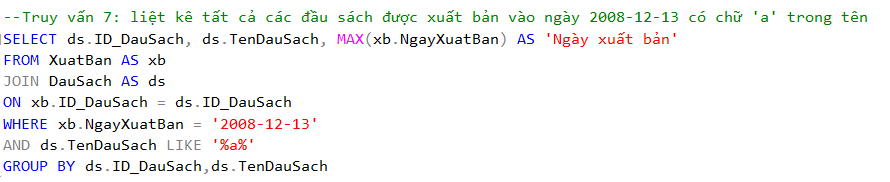 --Truy vấn 7: liệt kê tất cả các đầu sách được xuất bản vào ngày 2008-12-13 có chữ 'a' trong tên
SELECT ds.ID_DauSach, ds.TenDauSach, MAX(xb.NgayXuatBan) AS 'Ngày xuất bản'
FROM XuatBan AS xb
JOIN DauSach AS ds
ON xb.ID_DauSach = ds.ID_DauSach
WHERE xb.NgayXuatBan = '2008-12-13'
AND ds.TenDauSach LIKE '%a%'
GROUP BY ds.ID_DauSach,ds.TenDauSach